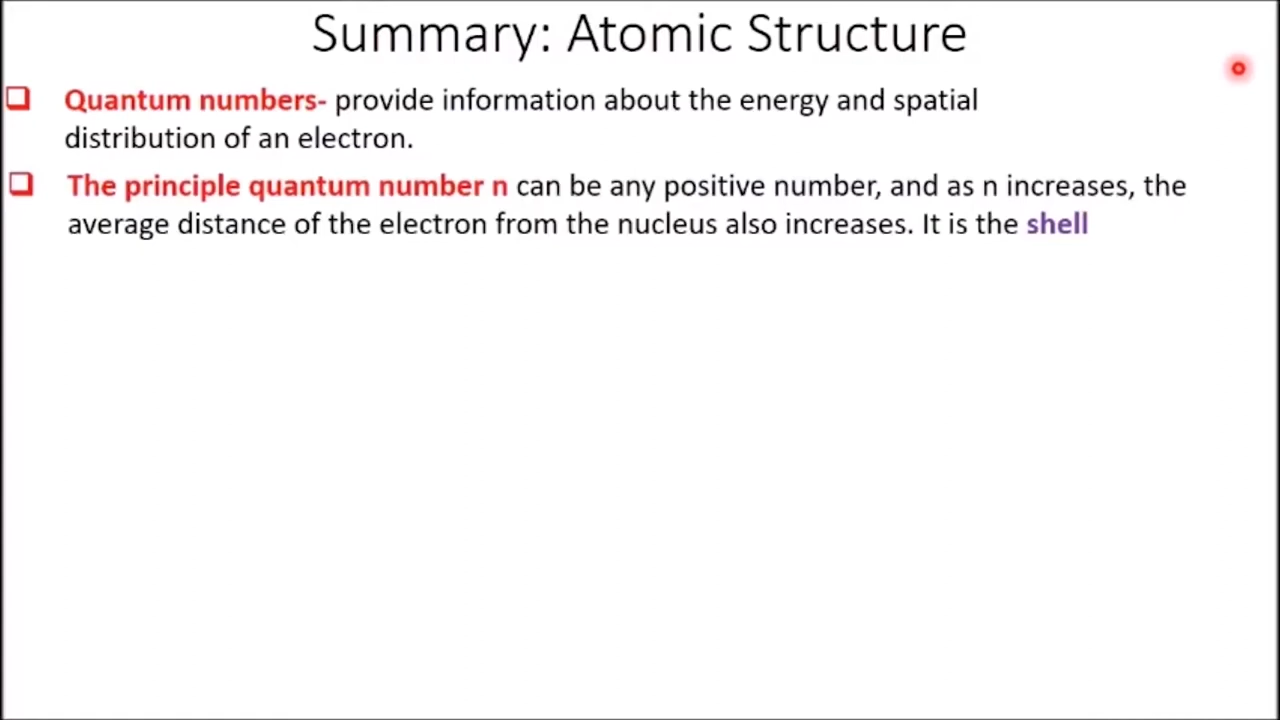 Summary: Atomic Structure
Quantum numbers- provide information about the energy and spatial
distribution of an electron.
The principle quantum number n can be any positive number, and as n increases, the
average distance of the electron from the nucleus also increases. It is the shell